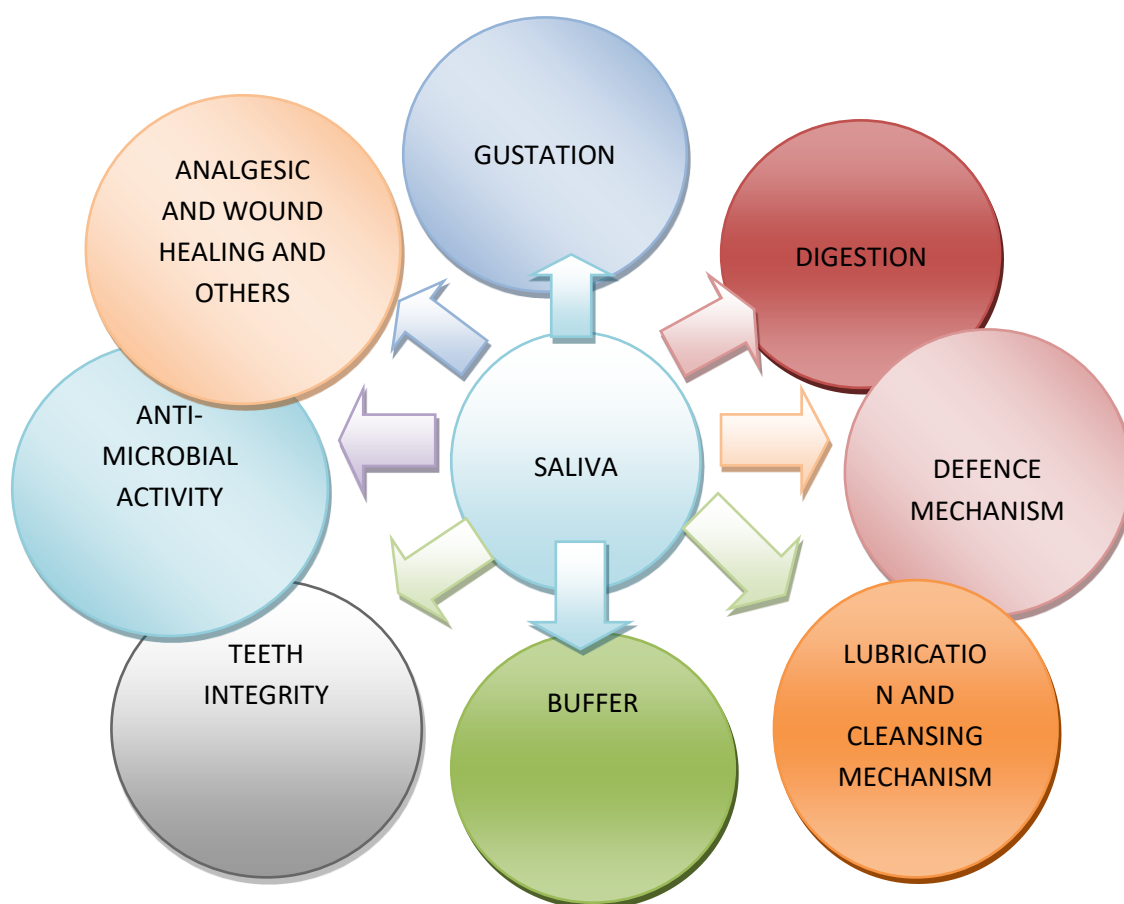 GUSTATION
ANALGESIC
AND WOUND
HEALING AND
OTHERS
DIGESTION
ANTI-
MICROBIAL
ACTIVITY
SALIVA
DEFENCE
MECHANISM
TEETH
INTEGRITY
BUFFER
LUBRICATIO
N AND
CLEANSING
MECHANISM